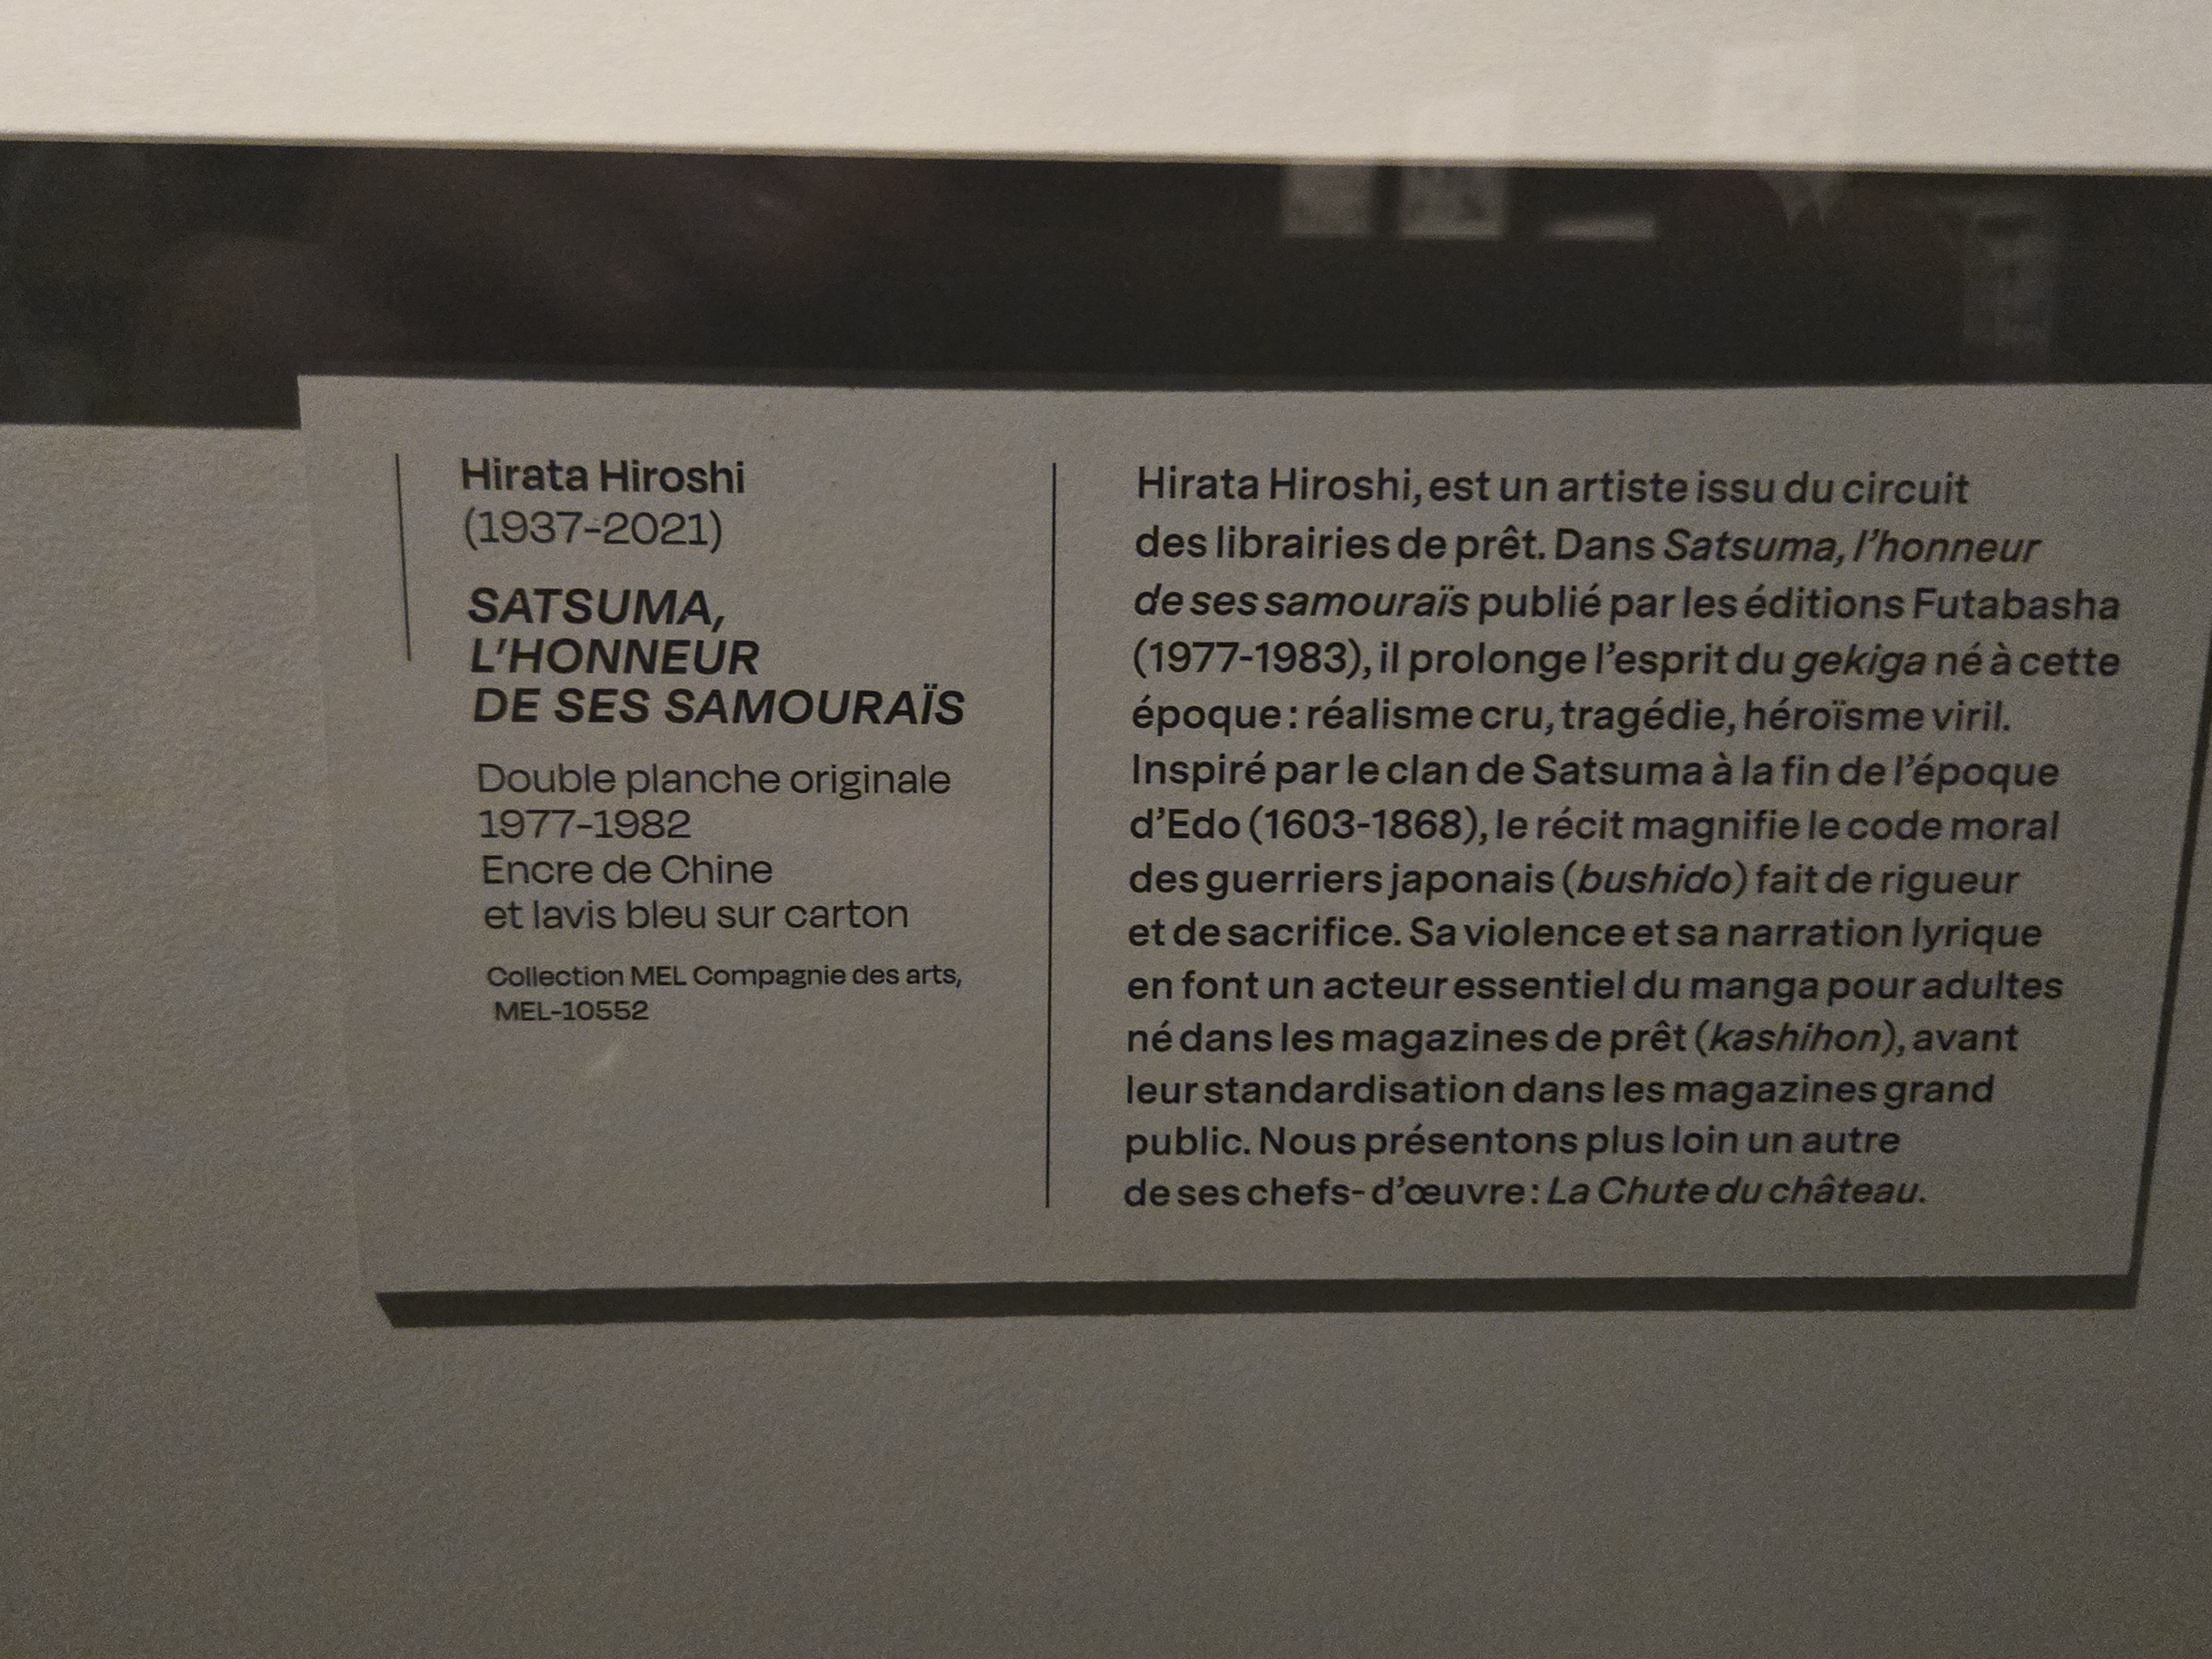 Hirata Hiroshi
(1937-2021)
SATSUMA,
L'HONNEUR
DE SES SAMOURAÏS
Double planche originale
1977-1982
Encre de Chine
et lavis bleu sur carton
Collection MEL Compagnie des arts,
MEL-10552
Hirata Hiroshi, est un artiste issu du circuit
des librairies de prêt. Dans Satsuma, l'honneur
de ses samouraïs publié par les éditions Futabasha
(1977-1983), il prolonge l'esprit du gekiga né à cette
époque : réalisme cru, tragédie, héroïsme viril.
Inspiré par le clan de Satsuma à la fin de l'époque
d'Edo (1603-1868), le récit magnifie le code moral
des guerriers japonais (bushido) fait de rigueur
et de sacrifice. Sa violence et sa narration lyrique
en font un acteur essentiel du manga pour adultes
né dans les magazines de prêt (kashihon), avant
leur standardisation dans les magazines grand
public. Nous présentons plus loin un autre
de ses chefs- d'œuvre : La Chute du château.